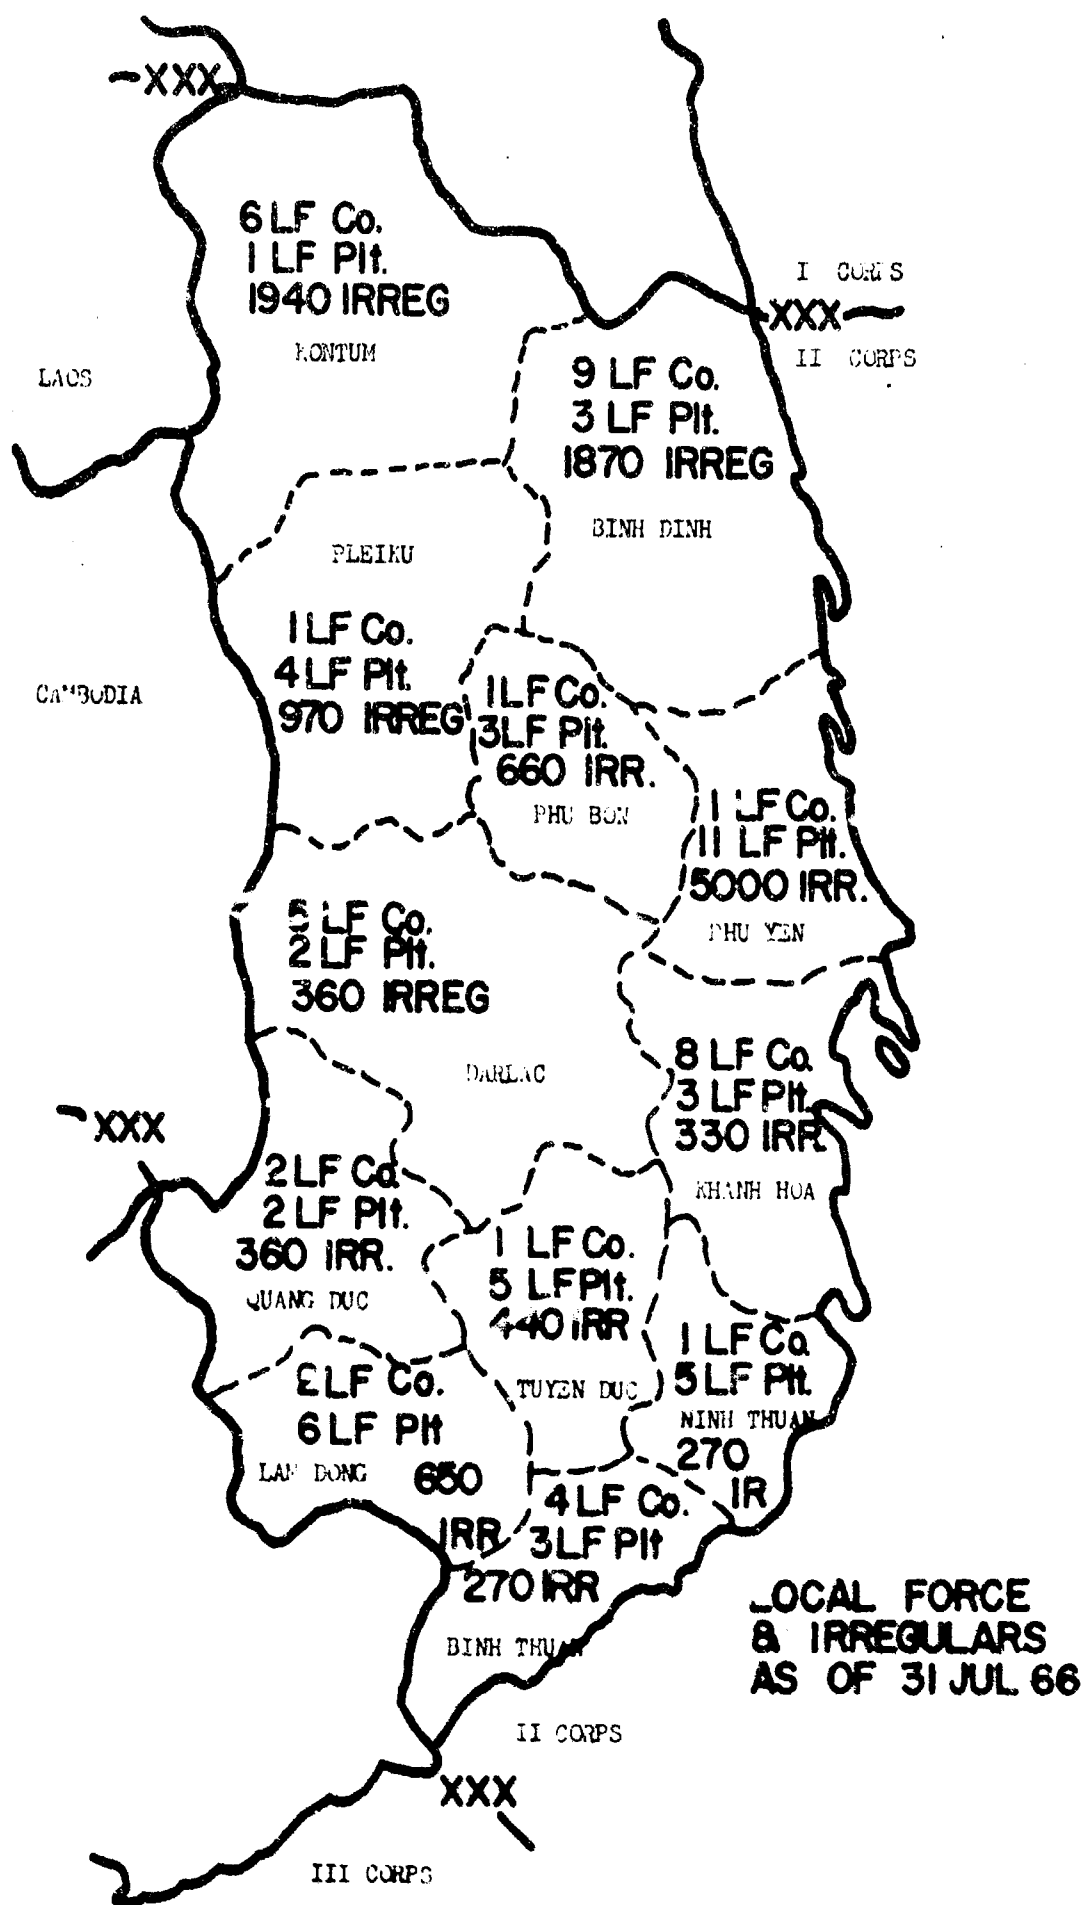 XXX
6 LF Co.
1 LF Plt.
1940 IRREG
KONTUM
LAOS
I CORPS
XXX
II CORPS
9 LF Co.
3 LF Plt.
1870 IRREG
BINH DINH
PLEIKU
1 LF Co.
4 LF Plt.
970 IRREG
CAMBODIA
1 LF Co.
3 LF Plt.
660 IRR.
PHU BON
1 LF Co.
11 LF Plt.
5000 IRR.
PHU YEN
5 LF Co.
2 LF Plt.
360 IRREG
DARLAC
8 LF Co.
3 LF Plt.
330 IRR.
KHANH HOA
XXX
2 LF Co.
2 LF Plt.
360 IRR.
QUANG DUC
1 LF Co.
5 LF Plt.
440 IRR
TUYEN DUC
1 LF Co.
5 LF Plt.
NINH THUAN
270
IR
LF Co.
6 LF Plt
LAM DONG
650
IRR
4 LF Co.
3 LF Plt
270 IRR
BINH THUAN
LOCAL FORCE
& IRREGULARS
AS OF 31 JUL. 66
II CORPS
XXX
III CORPS